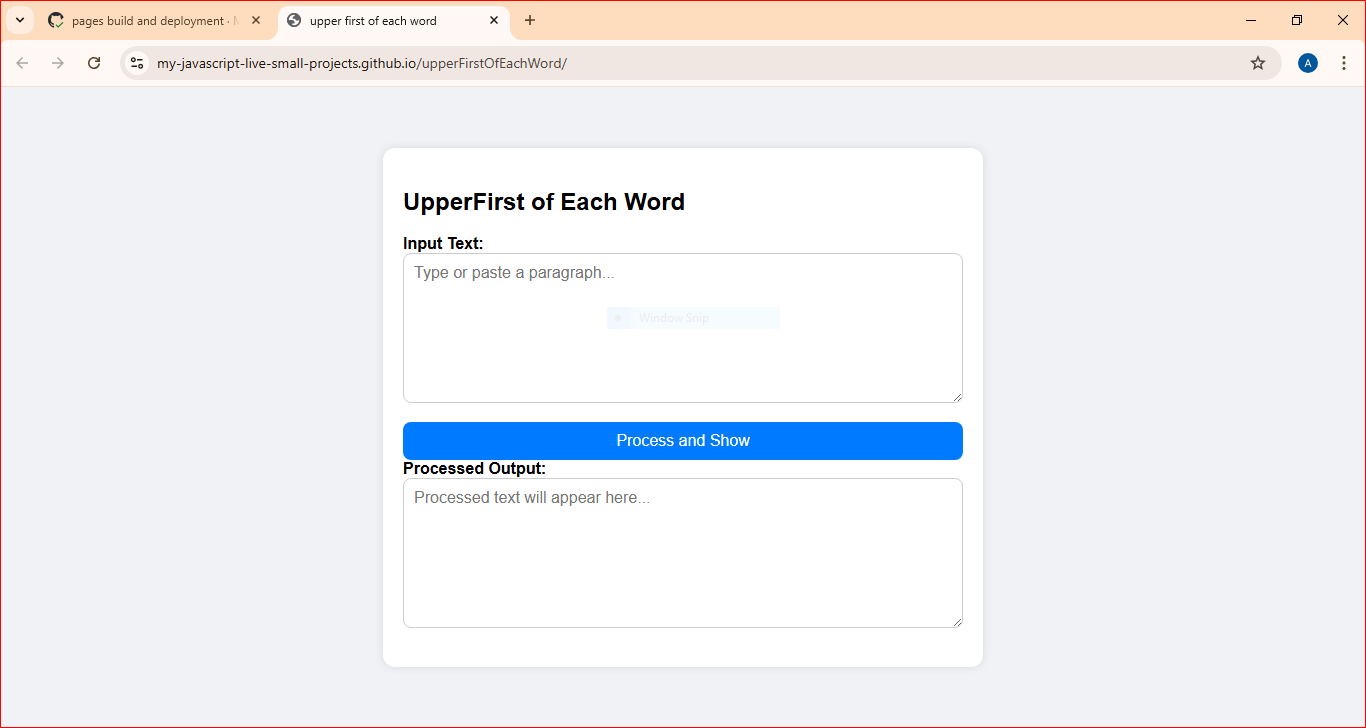 pages build and deployment ·
upper first of each word
my-javascript-live-small-projects.github.io/upperFirstOfEachWord/
A
UpperFirst of Each Word
Input Text:
Type or paste a paragraph...
Window Snip
Process and Show
Processed Output:
Processed text will appear here...